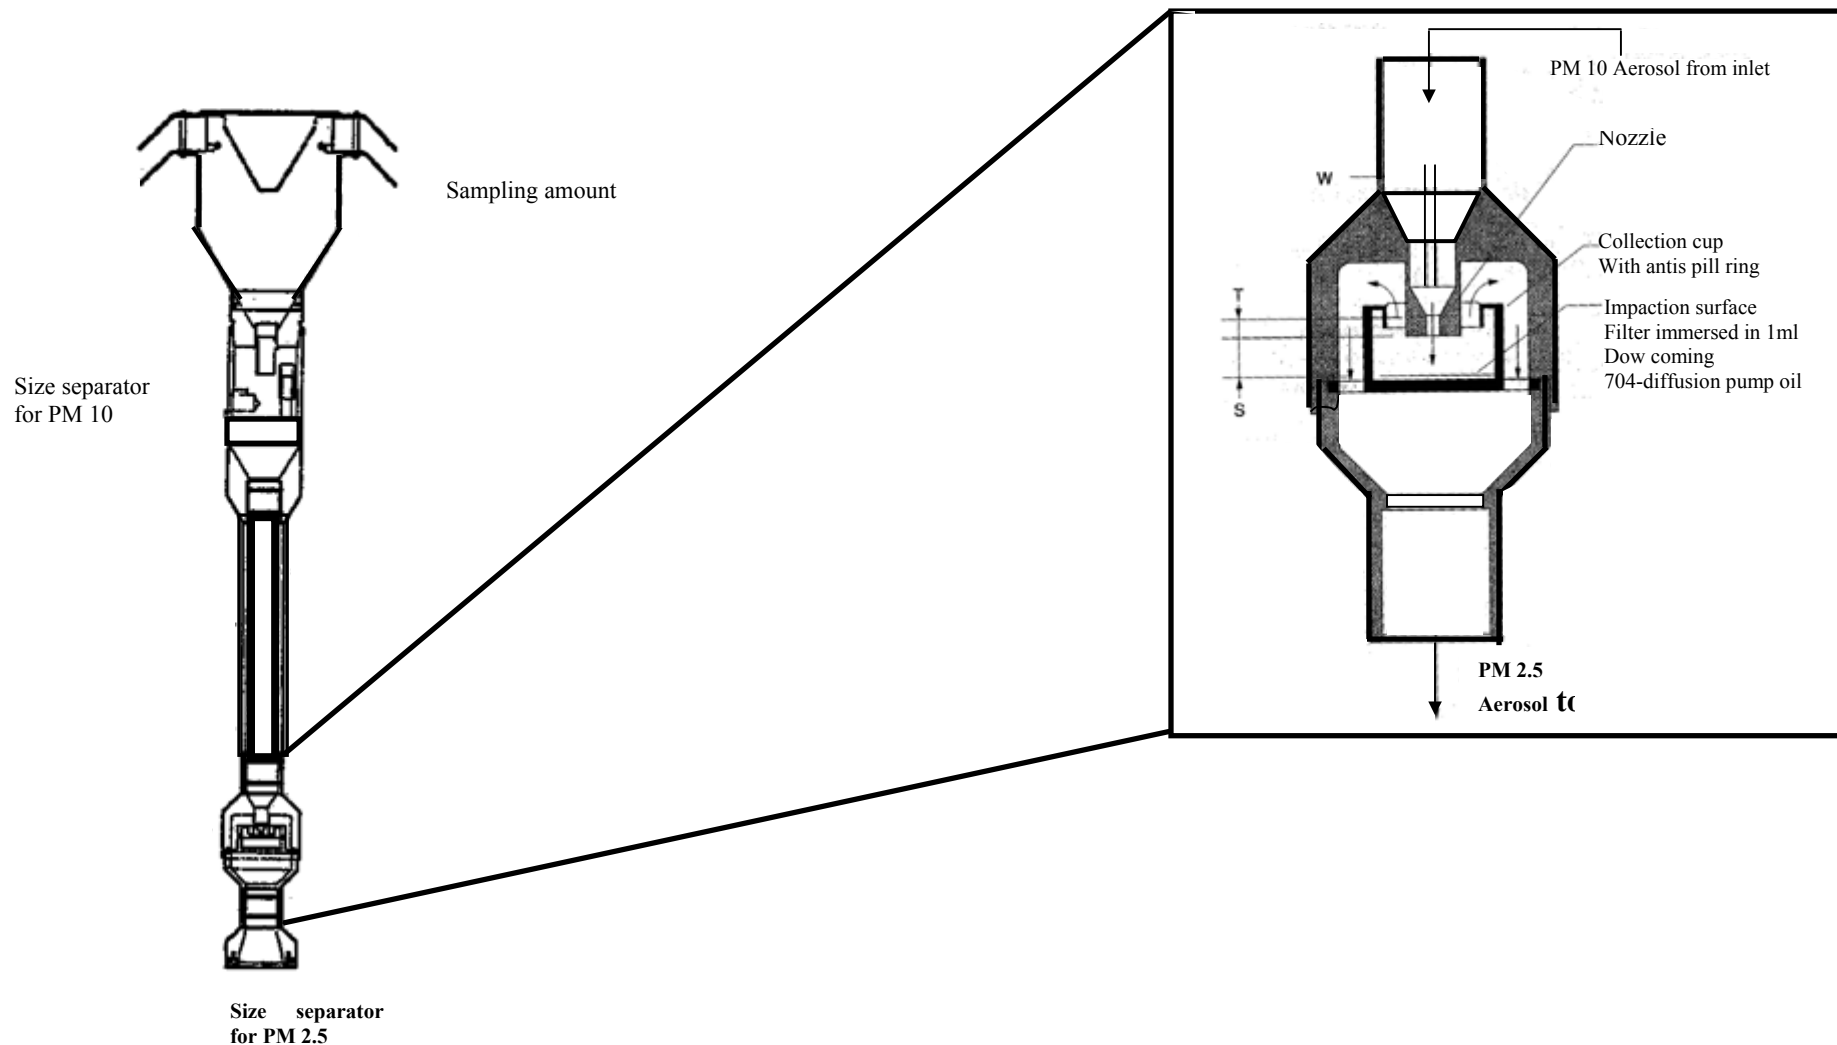 PM 10 Aerosol from inlet
Nozzle
W
Sampling amount
Collection cup
With antis pill ring
T
Impaction surface
Filter immersed in 1ml
Dow coming
704-diffusion pump oil
S
Size separator
for PM 10
PM 2.5
Aerosol
Size separator
for PM 2.5